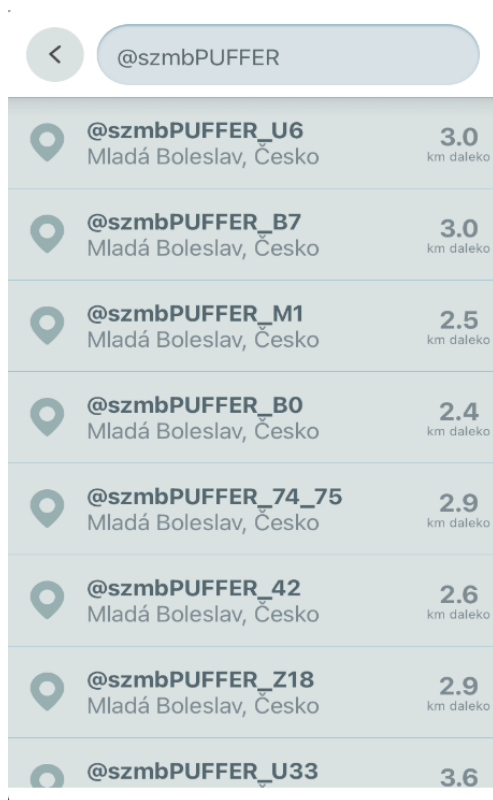 @szmbPUFFER
@szmbPUFFER_U6
3.0
Mladá Boleslav, Česko
km daleko
@szmbPUFFER_B7
3.0
Mladá Boleslav, Česko
km daleko
@szmbPUFFER_M1
2.5
Mladá Boleslav, Česko
km daleko
@szmbPUFFER_B0
2.4
Mladá Boleslav, Česko
km daleko
@szmbPUFFER_74_75
2.9
Mladá Boleslav, Česko
km daleko
@szmbPUFFER_42
2.6
Mladá Boleslav, Česko
km daleko
@szmbPUFFER_Z18
2.9
Mladá Boleslav, Česko
km daleko
@szmbPUFFER_U33
3.6